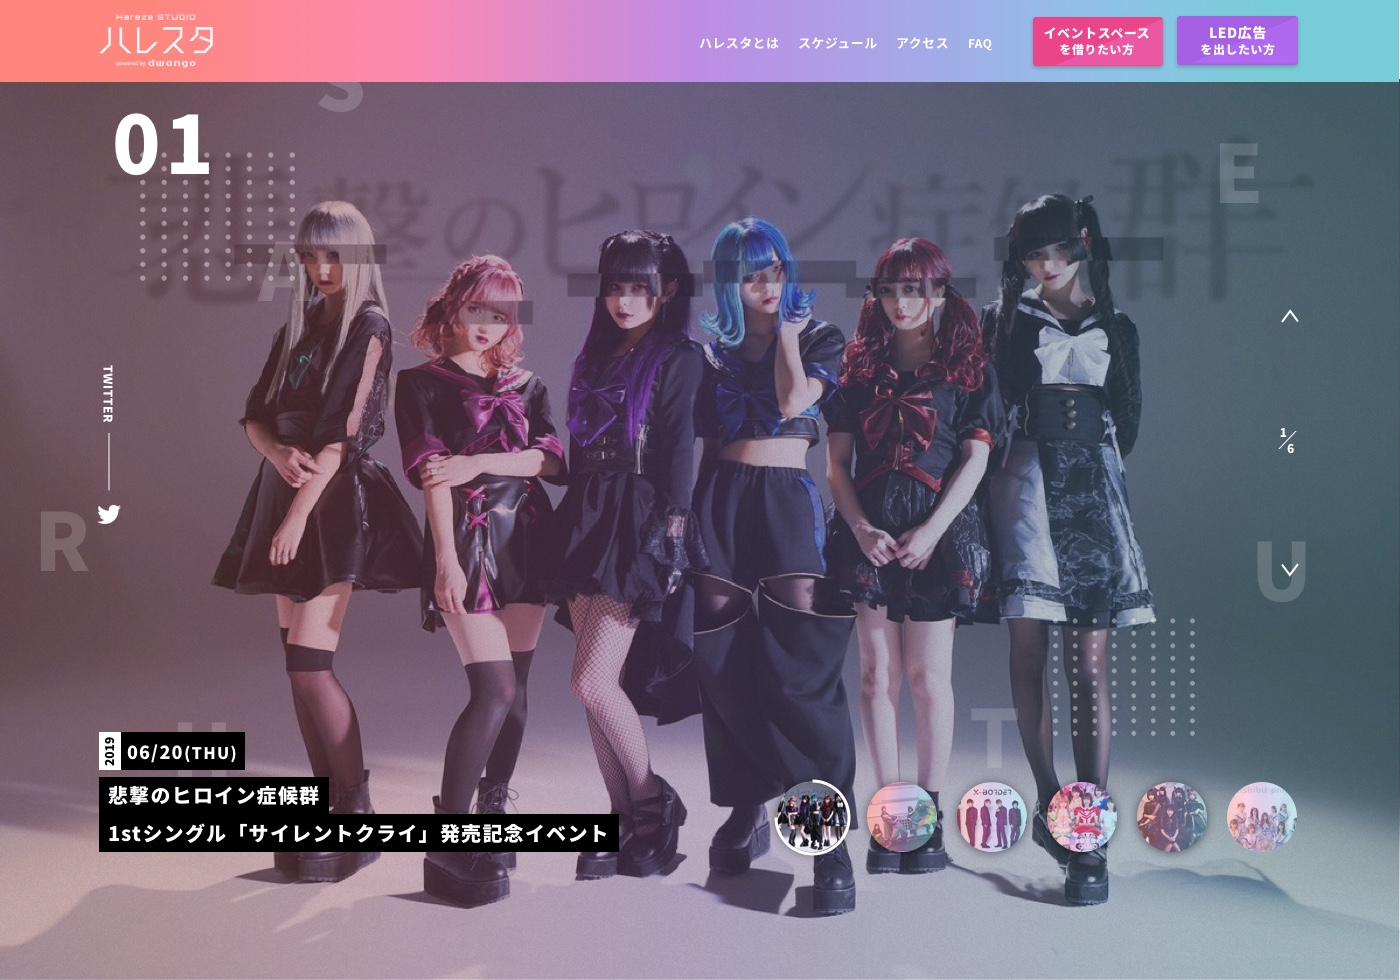 Hareza STUDIO
ハレスタ
powered by dwango
ハレスタとは
スケジュール
アクセス
FAQ
イベントスペース
を借りたい方
LED広告
を出したい方
S
01
E
悲撃のヒロイン症候群
A
TWITTER
1/6
R
U
H
T
2019
06/20(THU)
悲撃のヒロイン症候群
1stシングル「サイレントクライ」発売記念イベント
X-BORDER